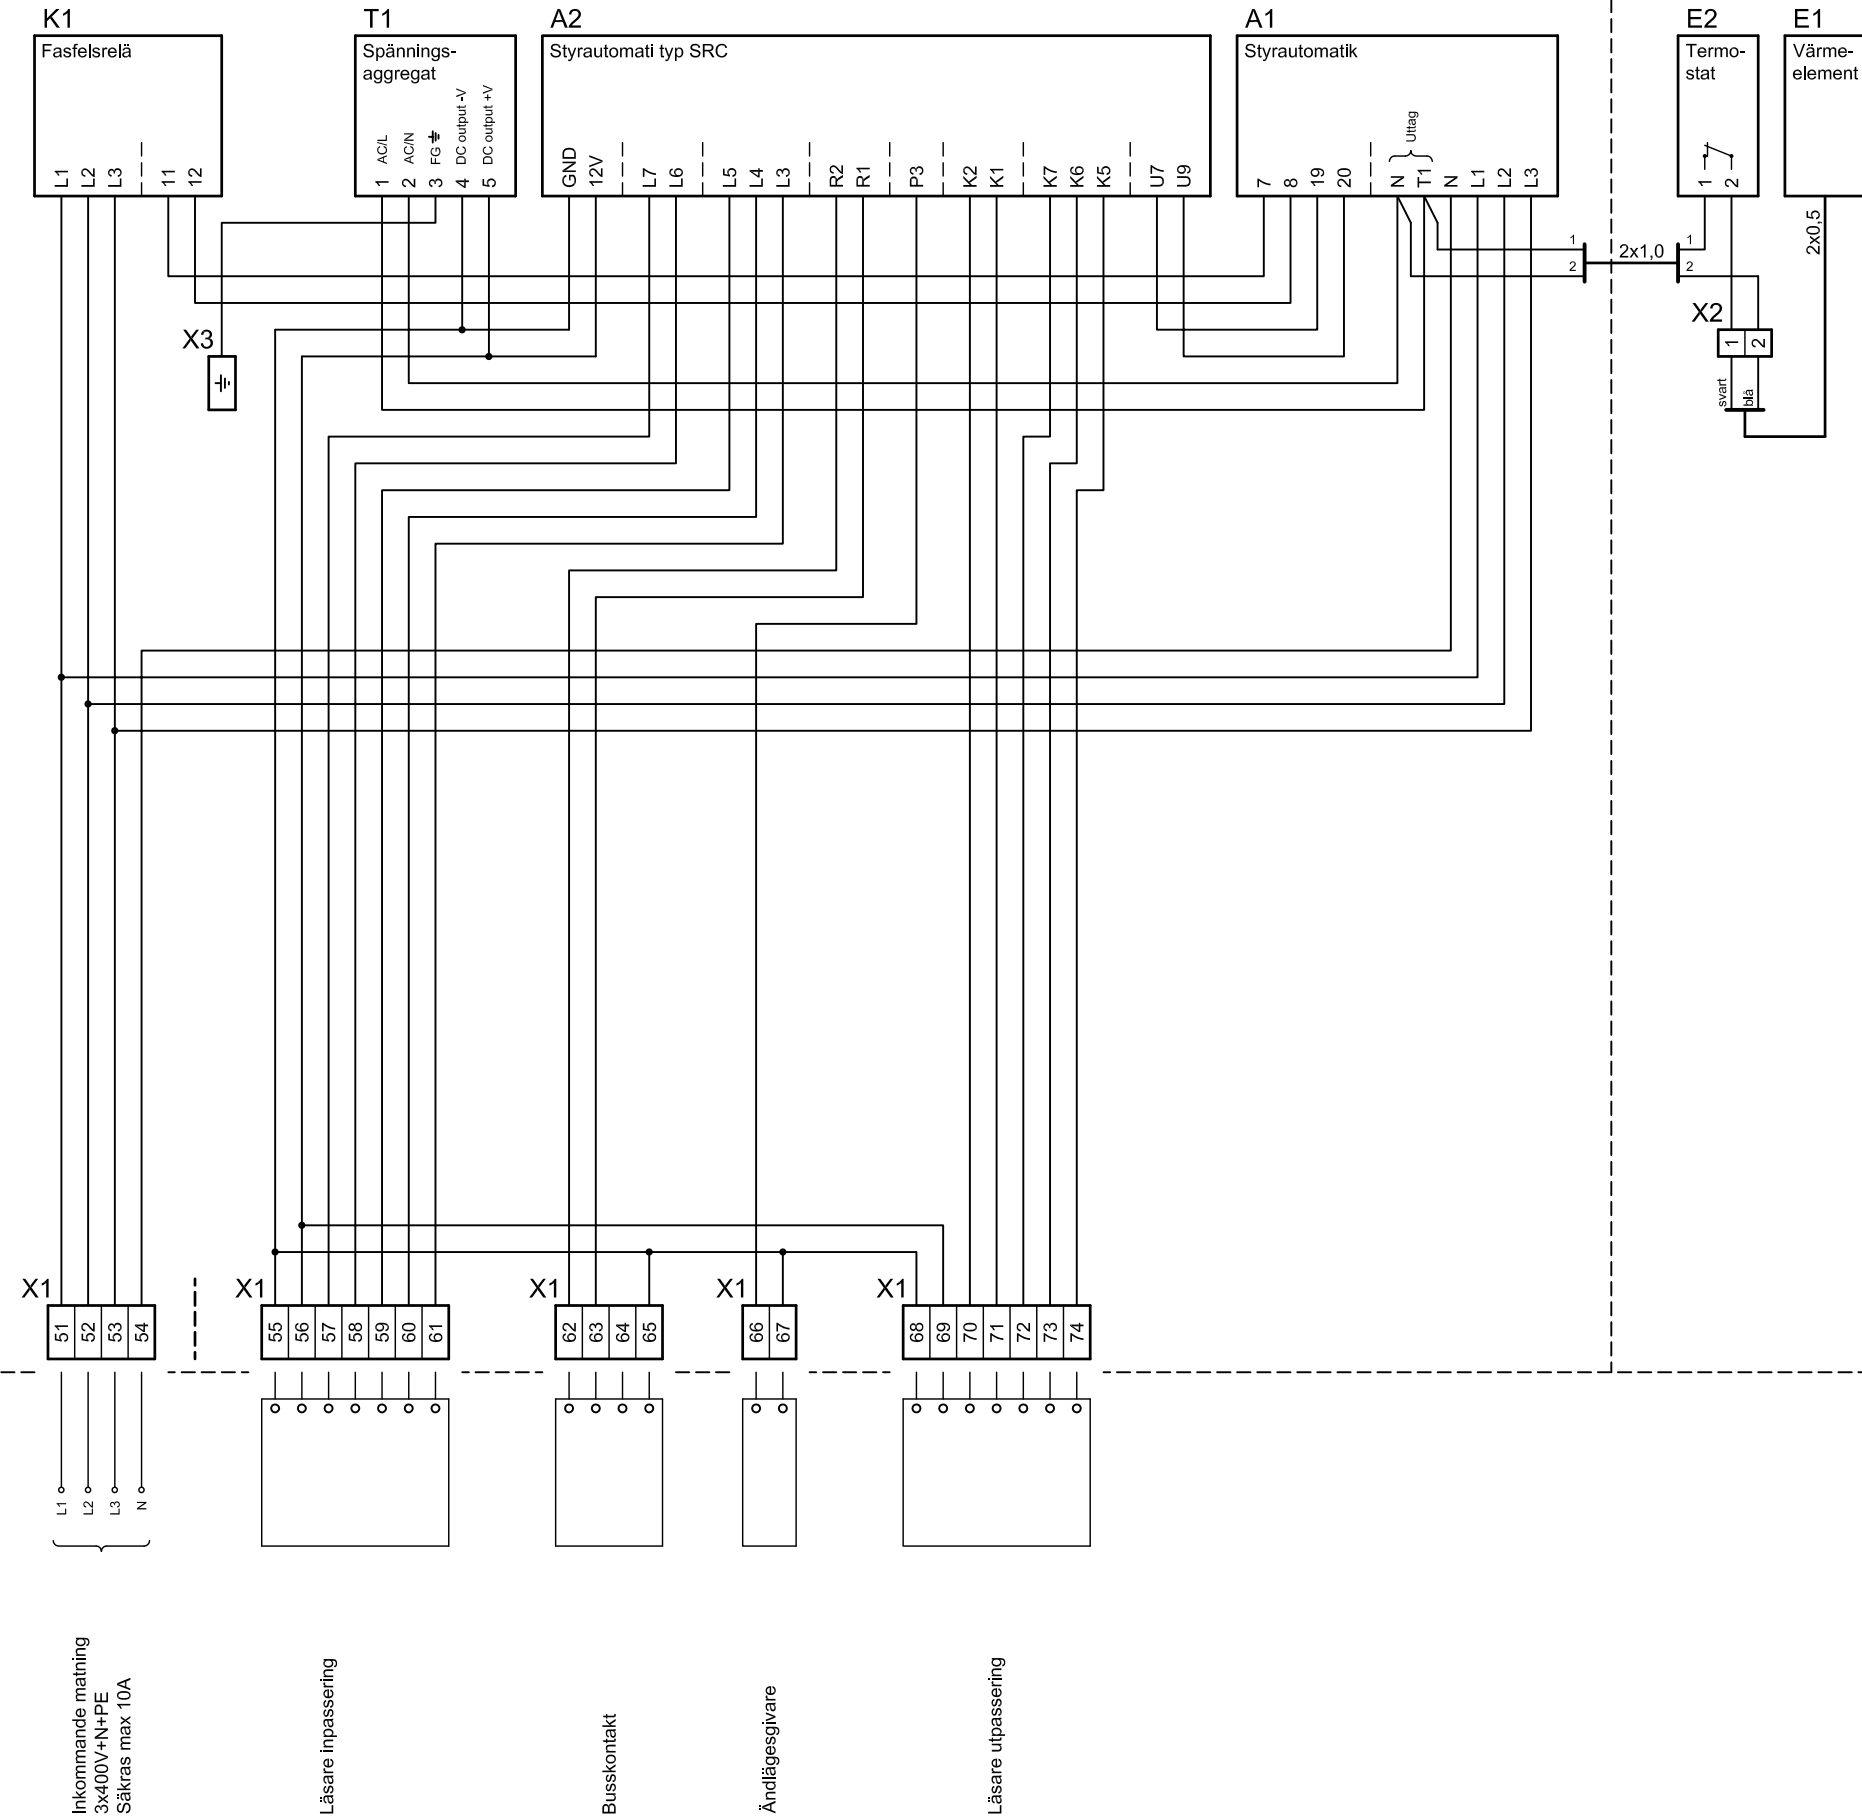 K1
T1
A2
A1
E2
E1
Fasfelsrelä
Spännings-
aggregat
Styrautomati typ SRC
Styrautomatik
Termo-
stat
Värme-
element
L1 L2 L3 11 12
AC/L AC/N FG DC output -V DC output +V
1 2 3 4 5
GND 12V L7 L6 L5 L4 L3 R2 R1 P3 K2 K1 K7 K6 K5 U7 U9
Uttag
7 8 19 20 N T1 N L1 L2 L3
1 2
2x0,5
1
2
2x1,0
1
2
X3
X2
1 2
svart
blå
X1
51 52 53 54
X1
55 56 57 58 59 60 61
X1
62 63 64 65
X1
66 67
X1
68 69 70 71 72 73 74
L1 L2 L3 N
Inkommande matning
3x400V+N+PE
Säkras max 10A
Läsare inpassering
Busskontakt
Ändlägesgivare
Läsare utpassering